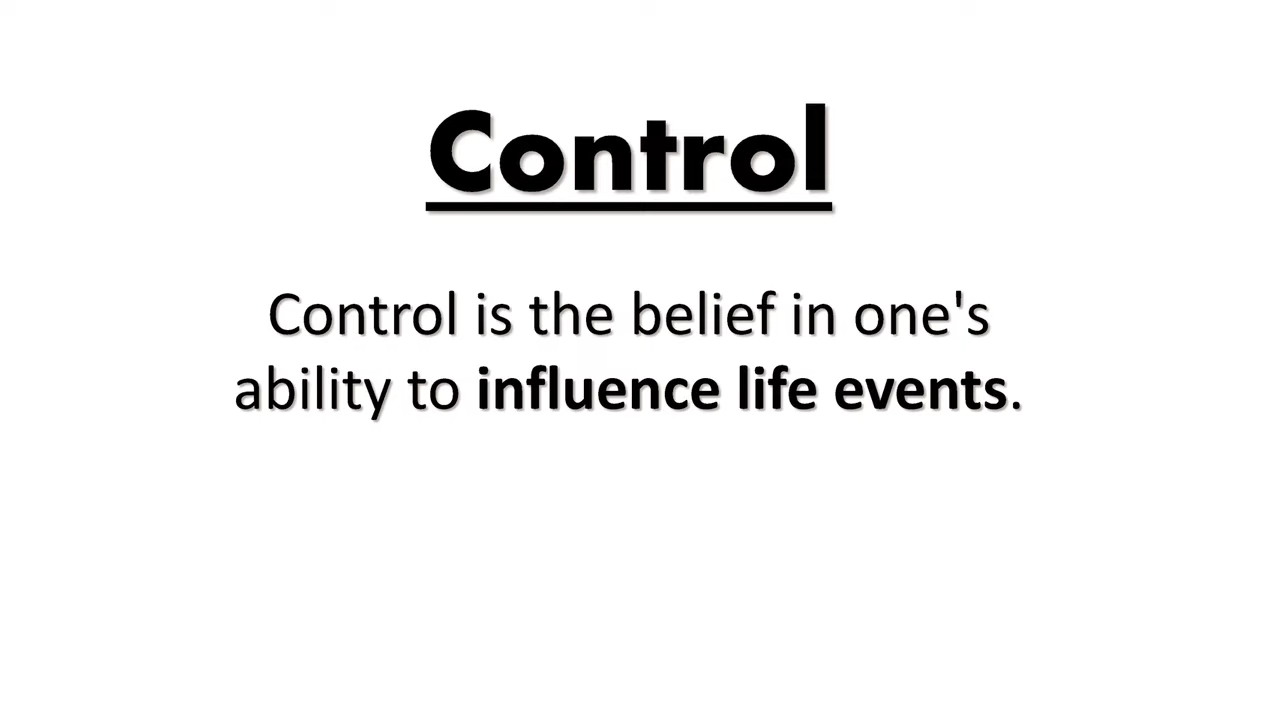 Control
Control is the belief in one's
ability to influence life events.